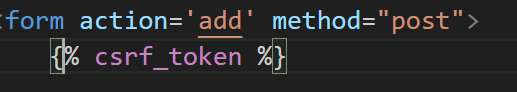 <form action='add' method="post">
{% csrf_token %}